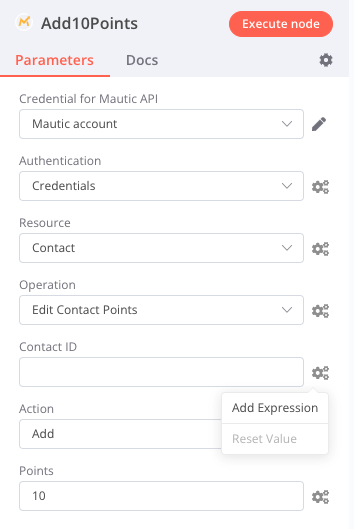 Add10Points
Execute node
Parameters
Docs
Credential for Mautic API
Mautic account
Authentication
Credentials
Resource
Contact
Operation
Edit Contact Points
Contact ID
Add Expression
Reset Value
Action
Add
Points
10